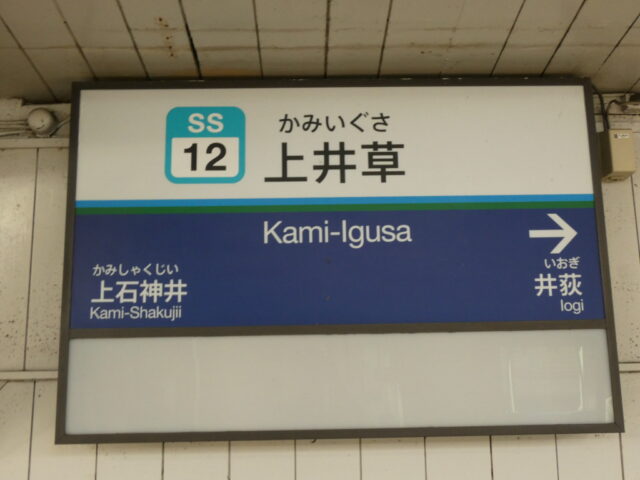 SS
12
かみいぐさ
上井草
Kami-Igusa
かみしゃくじい
上石神井
Kami-Shakujii
→
いおぎ
井荻
Iogi